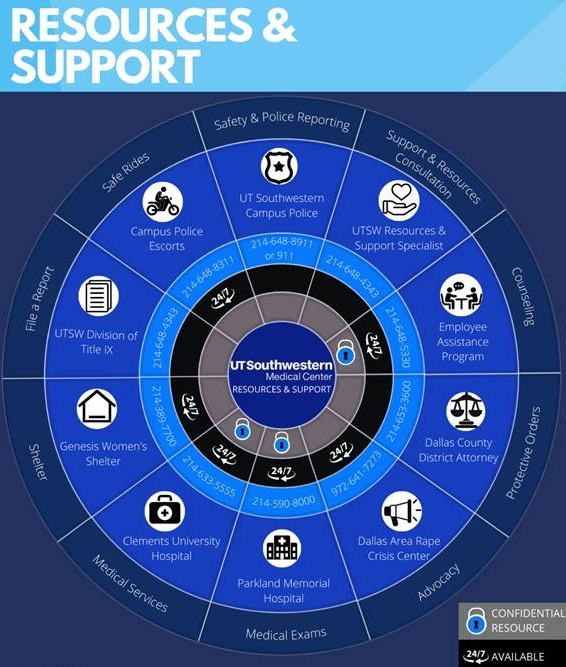 RESOURCES &
SUPPORT
Safety & Police Reporting
UT Southwestern
Campus Police
214-648-8911
or 911
Support & Resources
Consultation
UTSW Resources &
Support Specialist
214-648-4343
Counseling
Employee
Assistance
Program
214-648-5330
24/7
Protective Orders
Dallas County
District Attorney
214-653-3600
Advocacy
Dallas Area Rape
Crisis Center
972-641-7273
24/7
Medical Exams
Parkland Memorial
Hospital
214-590-8000
24/7
Medical Services
Clements University
Hospital
214-633-5555
24/7
Shelter
Genesis Women's
Shelter
214-389-7700
24/7
File a Report
UTSW Division of
Title IX
214-648-4343
Safe Rides
Campus Police
Escorts
214-648-8311
24/7
UTSouthwestern
Medical Center
RESOURCES & SUPPORT
CONFIDENTIAL
RESOURCE
24/7 AVAILABLE